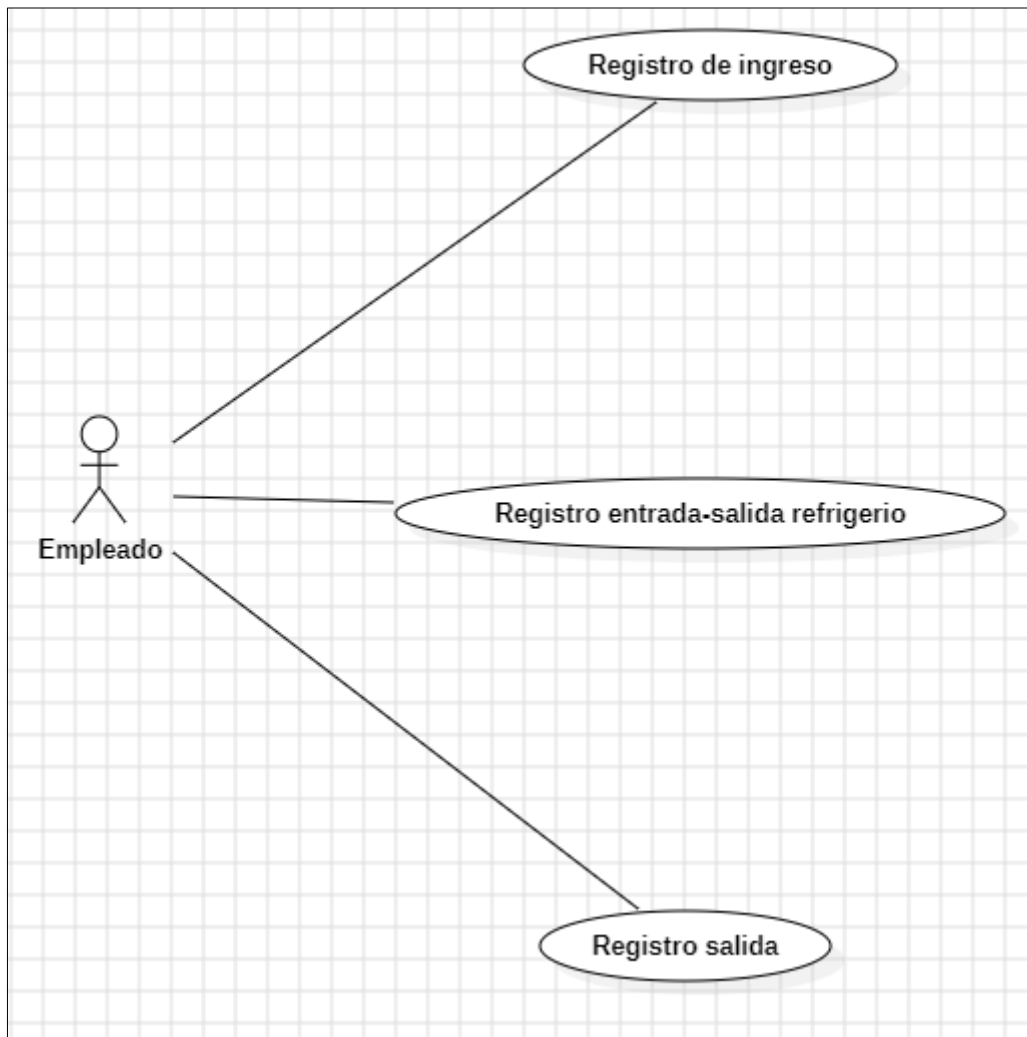 Registro de ingreso
Registro entrada-salida refrigerio
Empleado
Registro salida